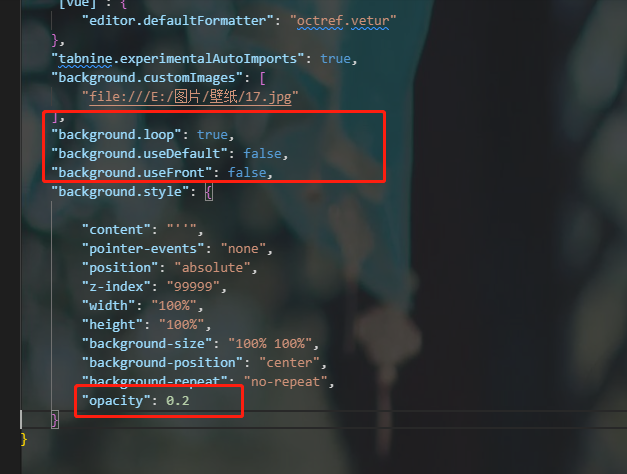 "[vue]": {
"editor.defaultFormatter": "octref.vetur"
},
"tabnine.experimentalAutoImports": true,
"background.customImages": [
"file:///E:/图片/壁纸/17.jpg"
],
"background.loop": true,
"background.useDefault": false,
"background.useFront": false,
"background.style": {
"content": "''",
"pointer-events": "none",
"position": "absolute",
"z-index": "99999",
"width": "100%",
"height": "100%",
"background-size": "100% 100%",
"background-position": "center",
"background-repeat": "no-repeat",
"opacity": 0.2
}
}